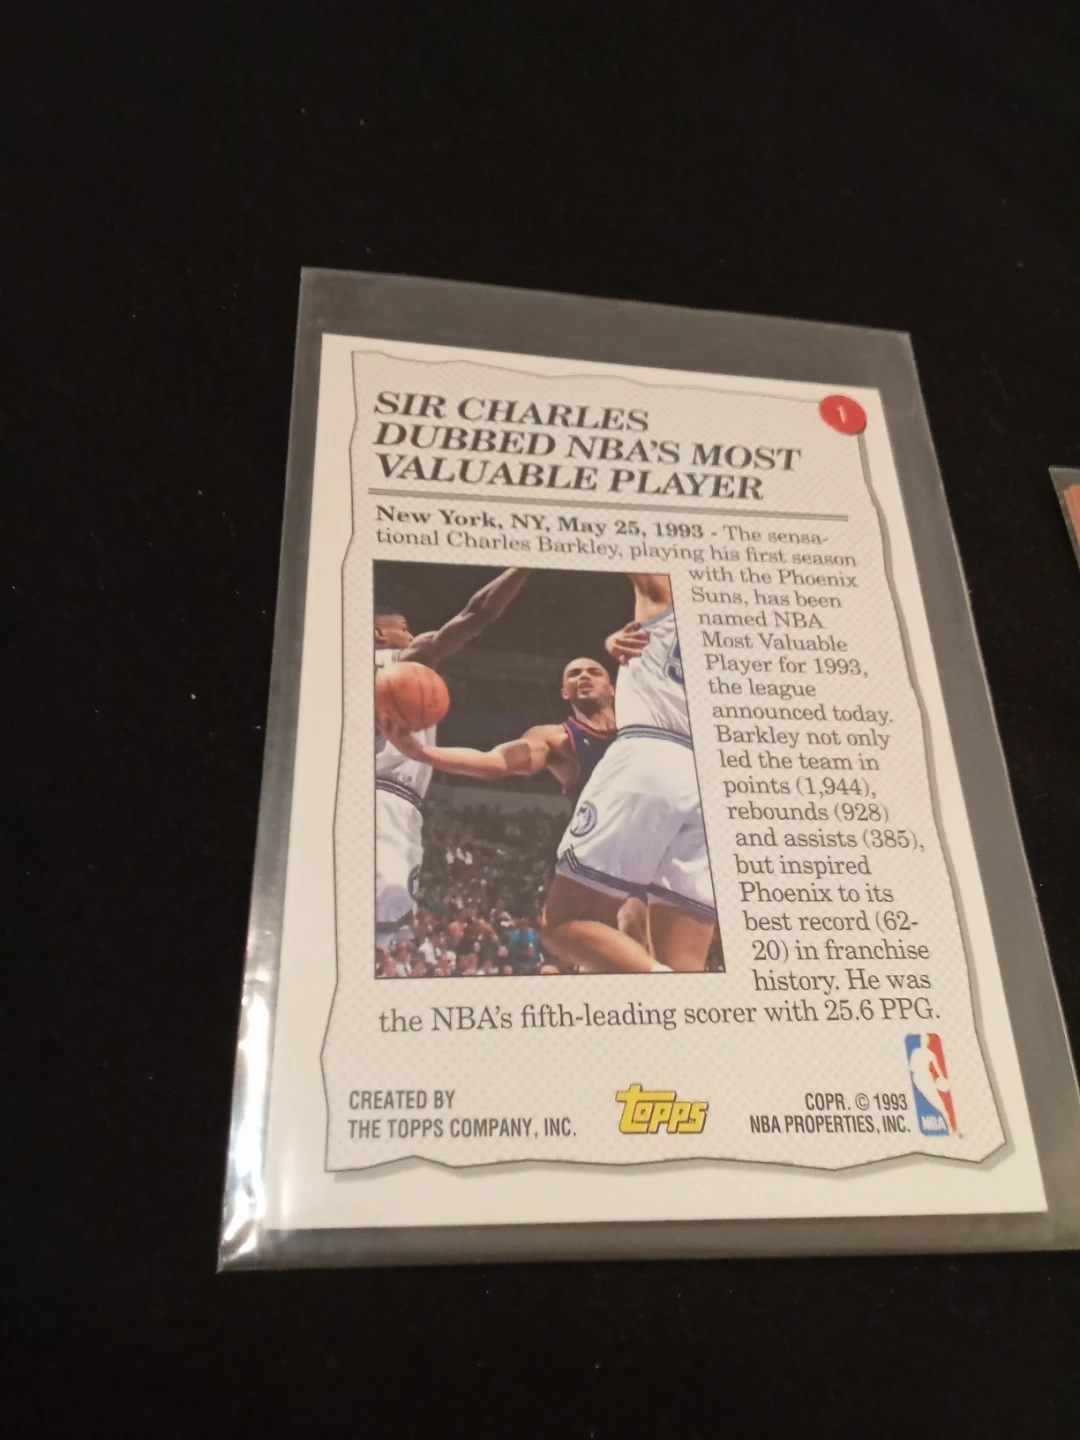 1
SIR CHARLES
DUBBED NBA'S MOST
VALUABLE PLAYER
New York, NY, May 25, 1993 - The sensa-
tional Charles Barkley, playing his first season
with the Phoenix
Suns, has been
named NBA
Most Valuable
Player for 1993,
the league
announced today.
Barkley not only
led the team in
points (1,944),
rebounds (928)
and assists (385),
but inspired
Phoenix to its
best record (62-
20) in franchise
history. He was
the NBA's fifth-leading scorer with 25.6 PPG.
CREATED BY
THE TOPPS COMPANY, INC.
topps
COPR. © 1993
NBA PROPERTIES, INC.
NBA